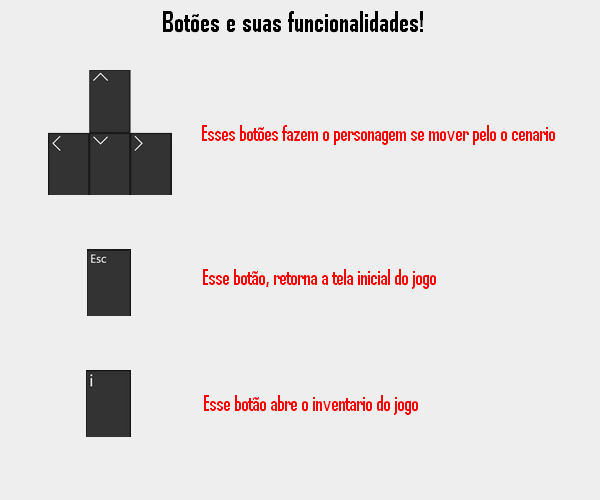 Botões e suas funcionalidades!
Esses botões fazem o personagem se mover pelo o cenario
Esc
Esse botão, retorna a tela inicial do jogo
i
Esse botão abre o inventario do jogo